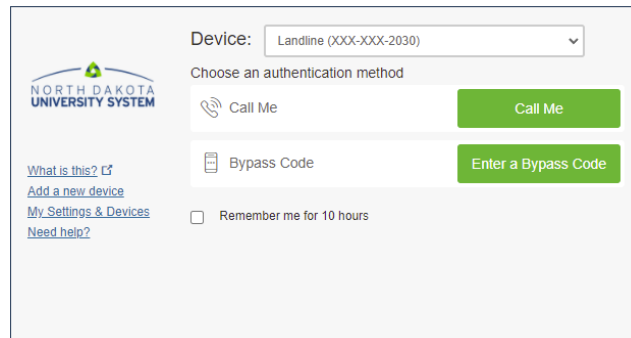 Device: Landline (XXX-XXX-2030)
Choose an authentication method
NORTH DAKOTA
UNIVERSITY SYSTEM
Call Me Call Me
Bypass Code Enter a Bypass Code
What is this?
Add a new device
My Settings & Devices
Need help?
Remember me for 10 hours